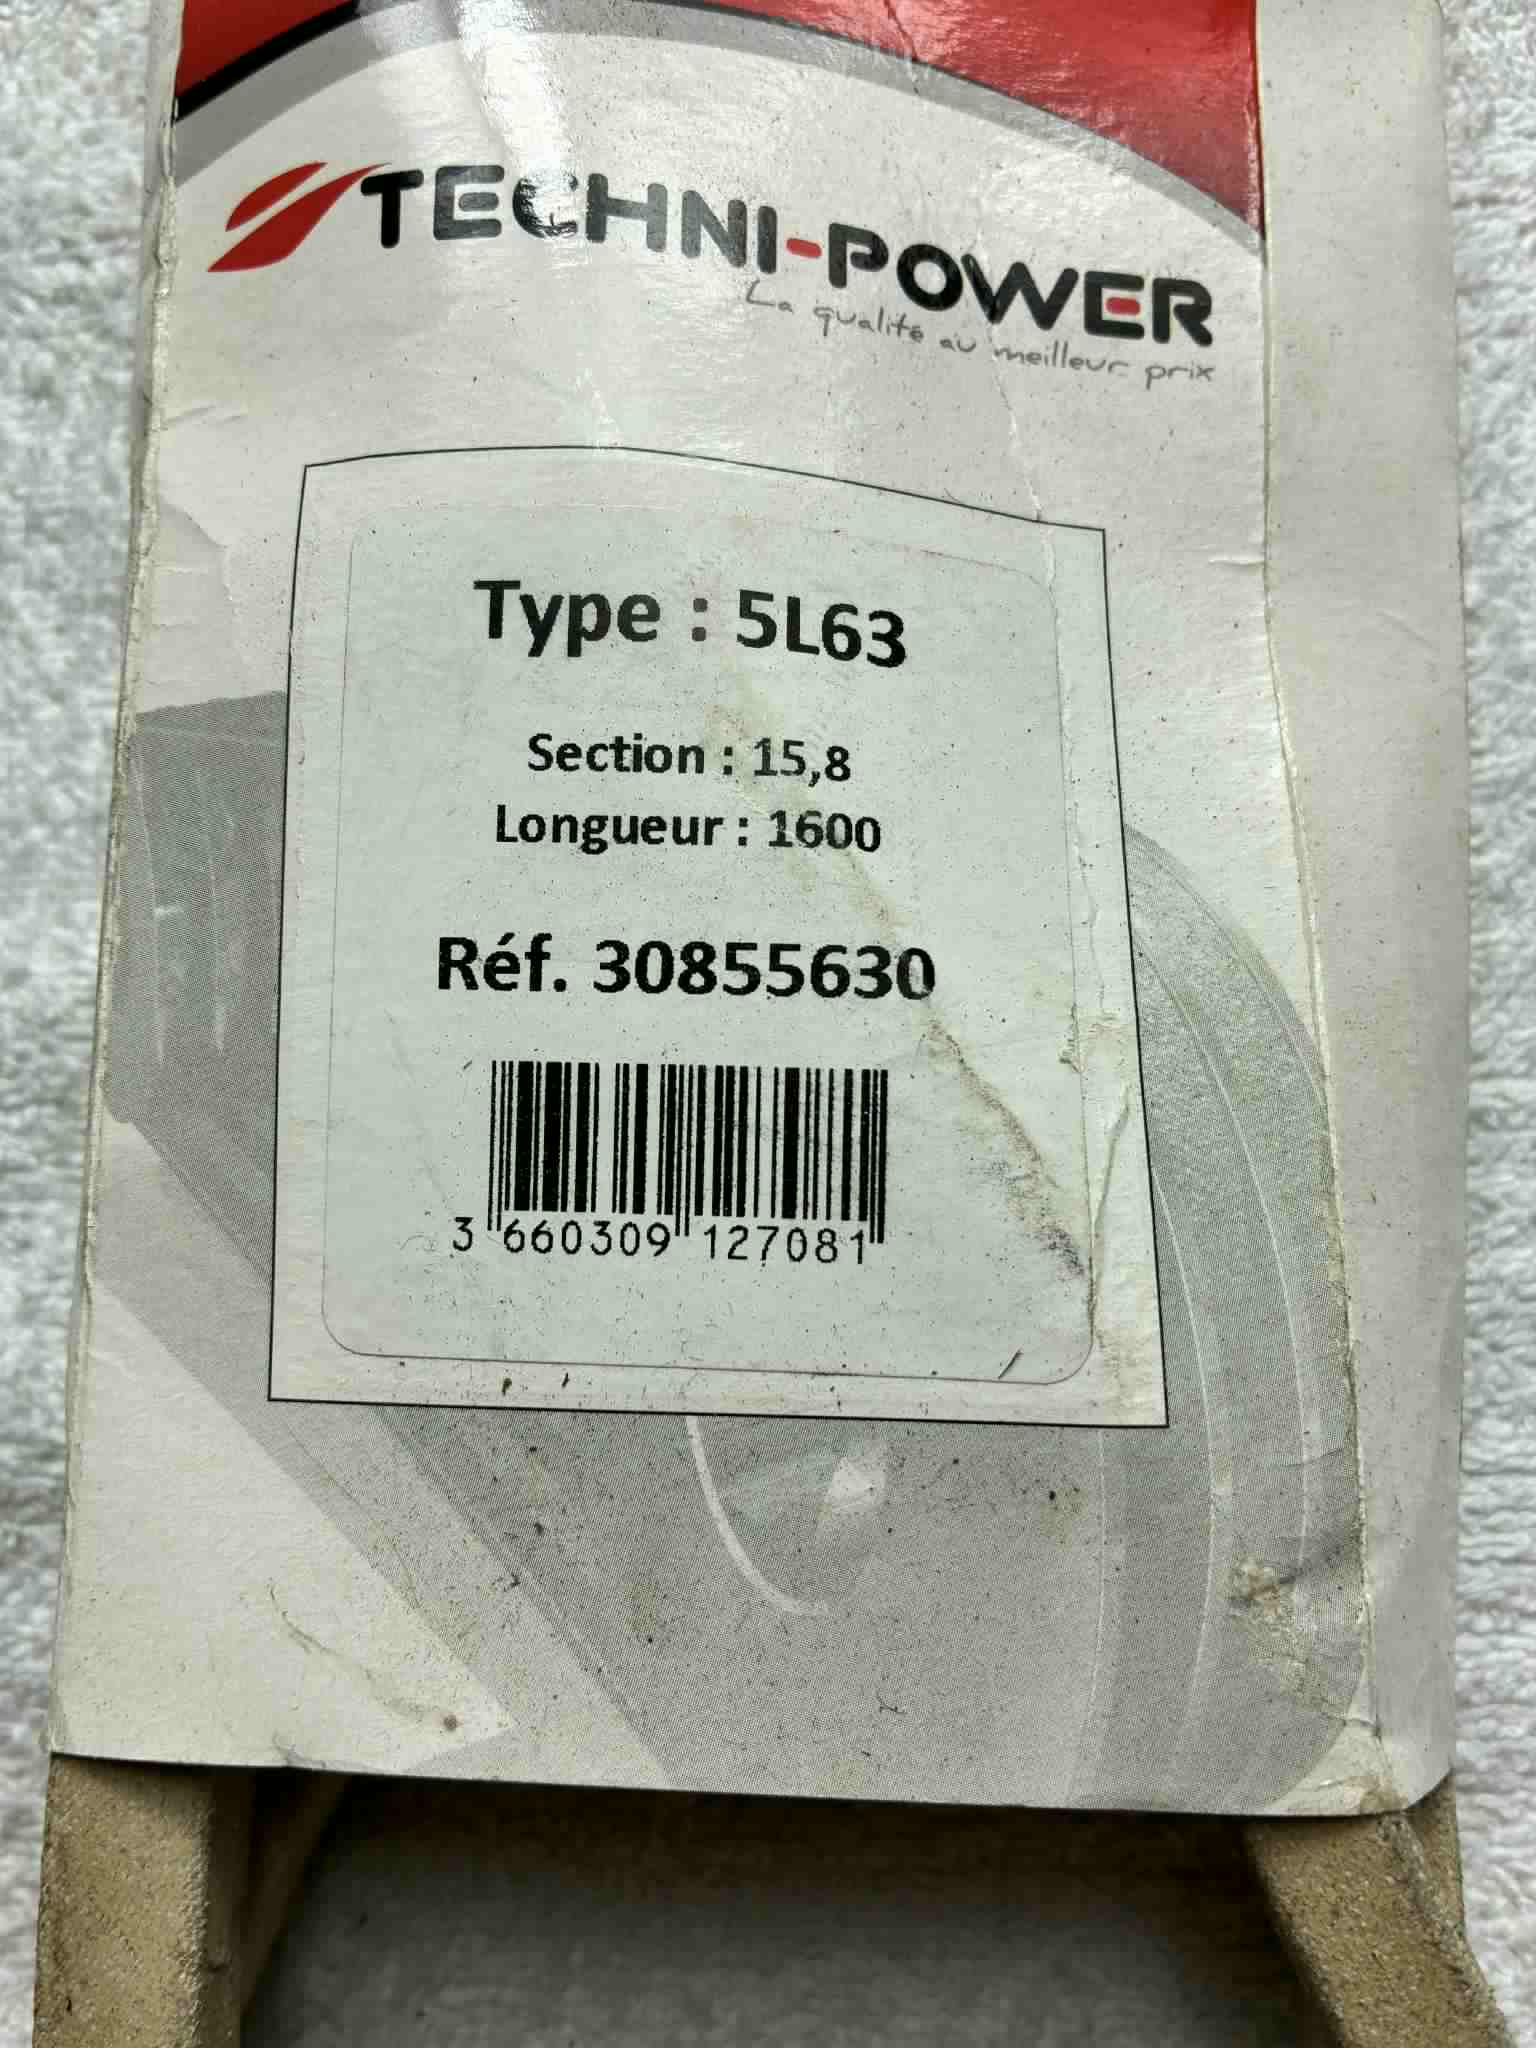 TECHNI-POWER
La qualité au meilleur prix
Type : 5L63
Section : 15,8
Longueur : 1600
Réf. 30855630
3 660309 127081